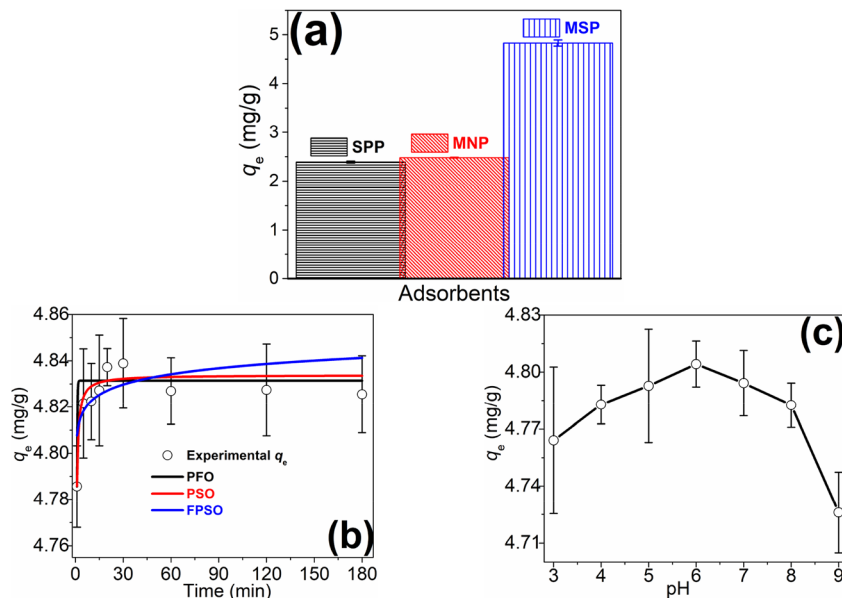 (a)
5
4
3
2
1
0
qe (mg/g)
SPP
MNP
MSP
Adsorbents
4.86
4.84
4.82
4.80
4.78
4.76
qe (mg/g)
Experimental qe
PFO
PSO
FPSO
(b)
0 30 60 90 120 150 180
Time (min)
4.83
4.80
4.77
4.74
4.71
qe (mg/g)
(c)
3 4 5 6 7 8 9
pH